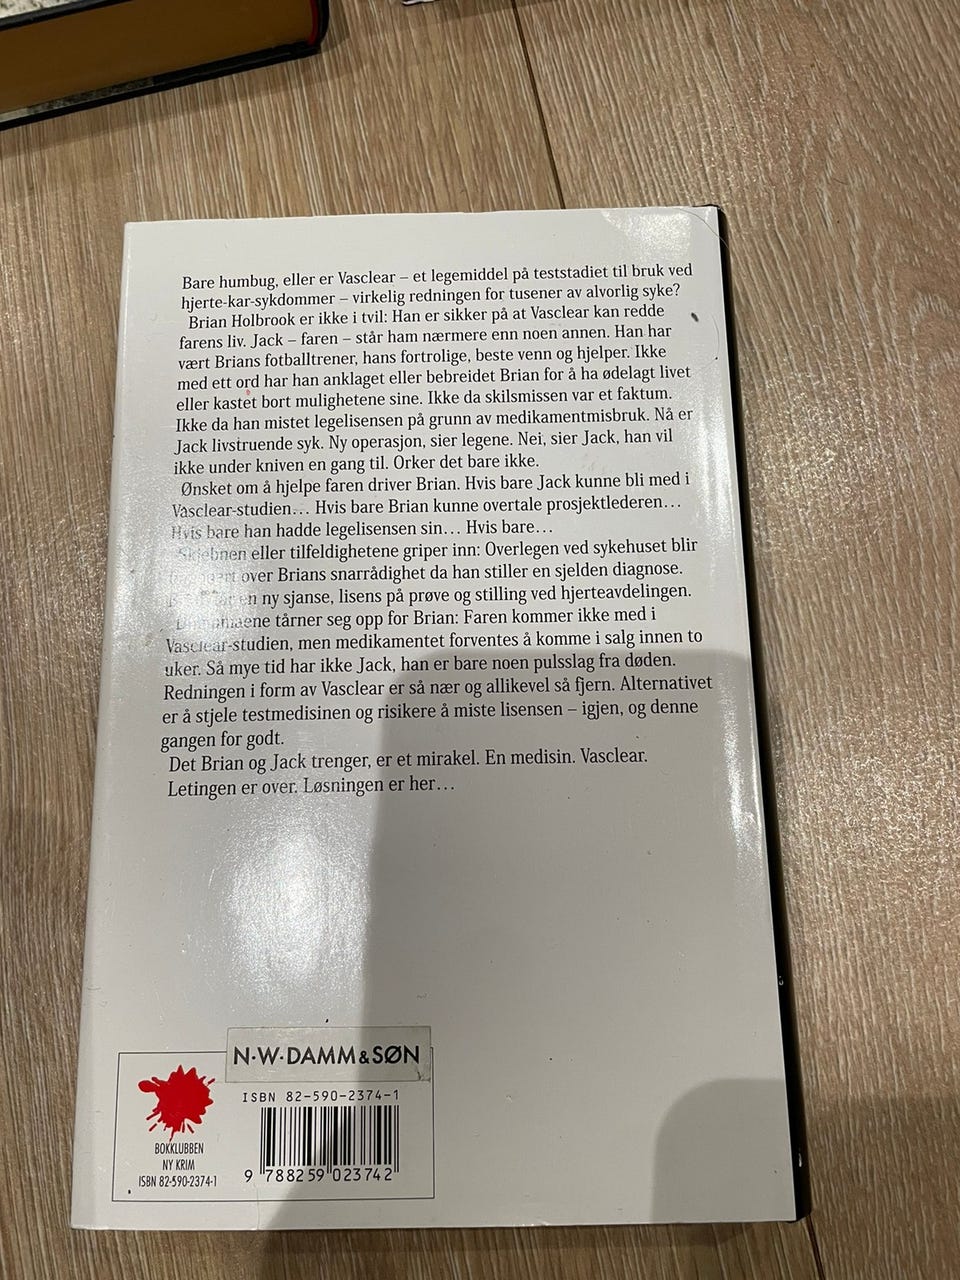 Bare humbug, eller er Vasclear – et legemiddel på teststadiet til bruk ved
hjerte-kar-sykdommer – virkelig redningen for tusener av alvorlig syke?
Brian Holbrook er ikke i tvil: Han er sikker på at Vasclear kan redde
farens liv. Jack – faren – står ham nærmere enn noen annen. Han har
vært Brians fotballtrener, hans fortrolige, beste venn og hjelper. Ikke
med ett ord har han anklaget eller bebreidet Brian for å ha ødelagt livet
eller kastet bort mulighetene sine. Ikke da skilsmissen var et faktum.
Ikke da han mistet legelisensen på grunn av medikamentmisbruk. Nå er
Jack livstruende syk. Ny operasjon, sier legene. Nei, sier Jack, han vil
ikke under kniven en gang til. Orker det bare ikke.
Ønsket om å hjelpe faren driver Brian. Hvis bare Jack kunne bli med i
Vasclear-studien… Hvis bare Brian kunne overtale prosjektlederen…
Hvis bare han hadde legelisensen sin… Hvis bare…
Skjebnen eller tilfeldighetene griper inn: Overlegen ved sykehuset blir
over Brians snarrådighet da han stiller en sjelden diagnose.
en ny sjanse, lisens på prøve og stilling ved hjerteavdelingen.
tårner seg opp for Brian: Faren kommer ikke med i
Vasclear-studien, men medikamentet forventes å komme i salg innen to
uker. Så mye tid har ikke Jack, han er bare noen pulsslag fra døden.
Redningen i form av Vasclear er så nær og allikevel så fjern. Alternativet
er å stjele testmedisinen og risikere å miste lisensen – igjen, og denne
gangen for godt.
Det Brian og Jack trenger, er et mirakel. En medisin. Vasclear.
Letingen er over. Løsningen er her…
N·W·DAMM&SØN
ISBN 82-590-2374-1
BOKKLUBBEN
NY KRIM
ISBN 82-590-2374-1
9 788259 023742